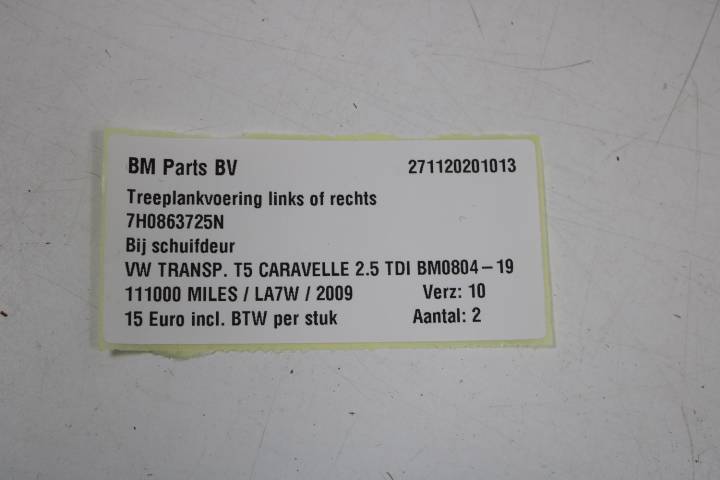 BM Parts BV 271120201013
Treeplankvoering links of rechts
7H0863725N
Bij schuifdeur
VW TRANSP. T5 CARAVELLE 2.5 TDI BM0804-19
111000 MILES / LA7W / 2009 Verz: 10
15 Euro incl. BTW per stuk Aantal: 2